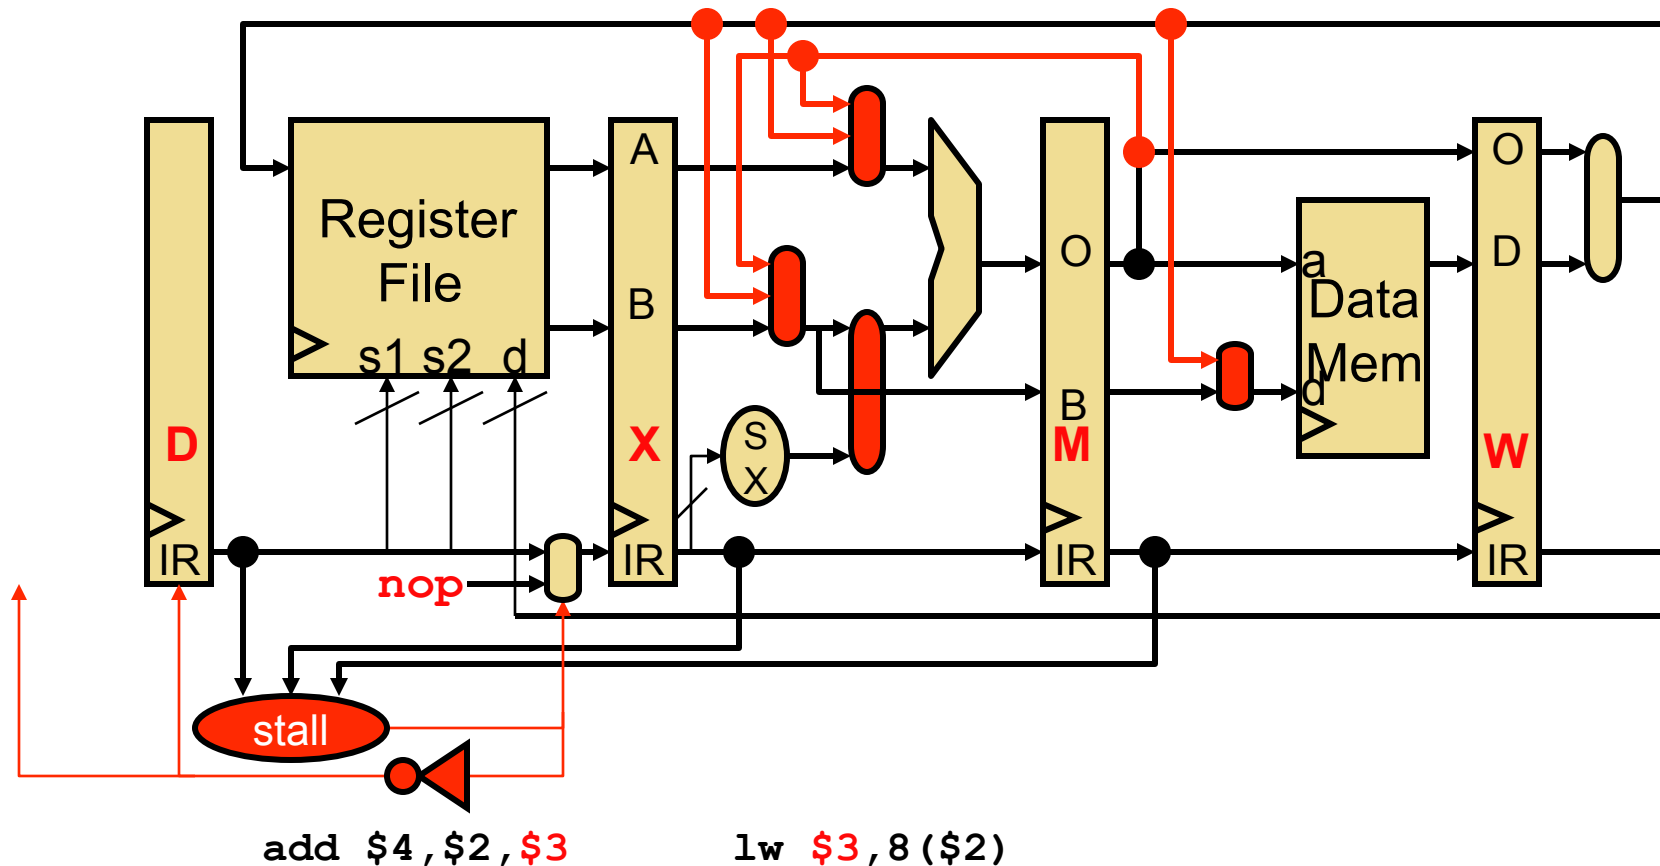 Register
File
s1 s2 d
D
IR
A
B
X
IR
S
X
O
B
M
IR
a
Data
Mem
d
O
D
W
IR
nop
stall
add $4,$2,$3
lw $3,8($2)